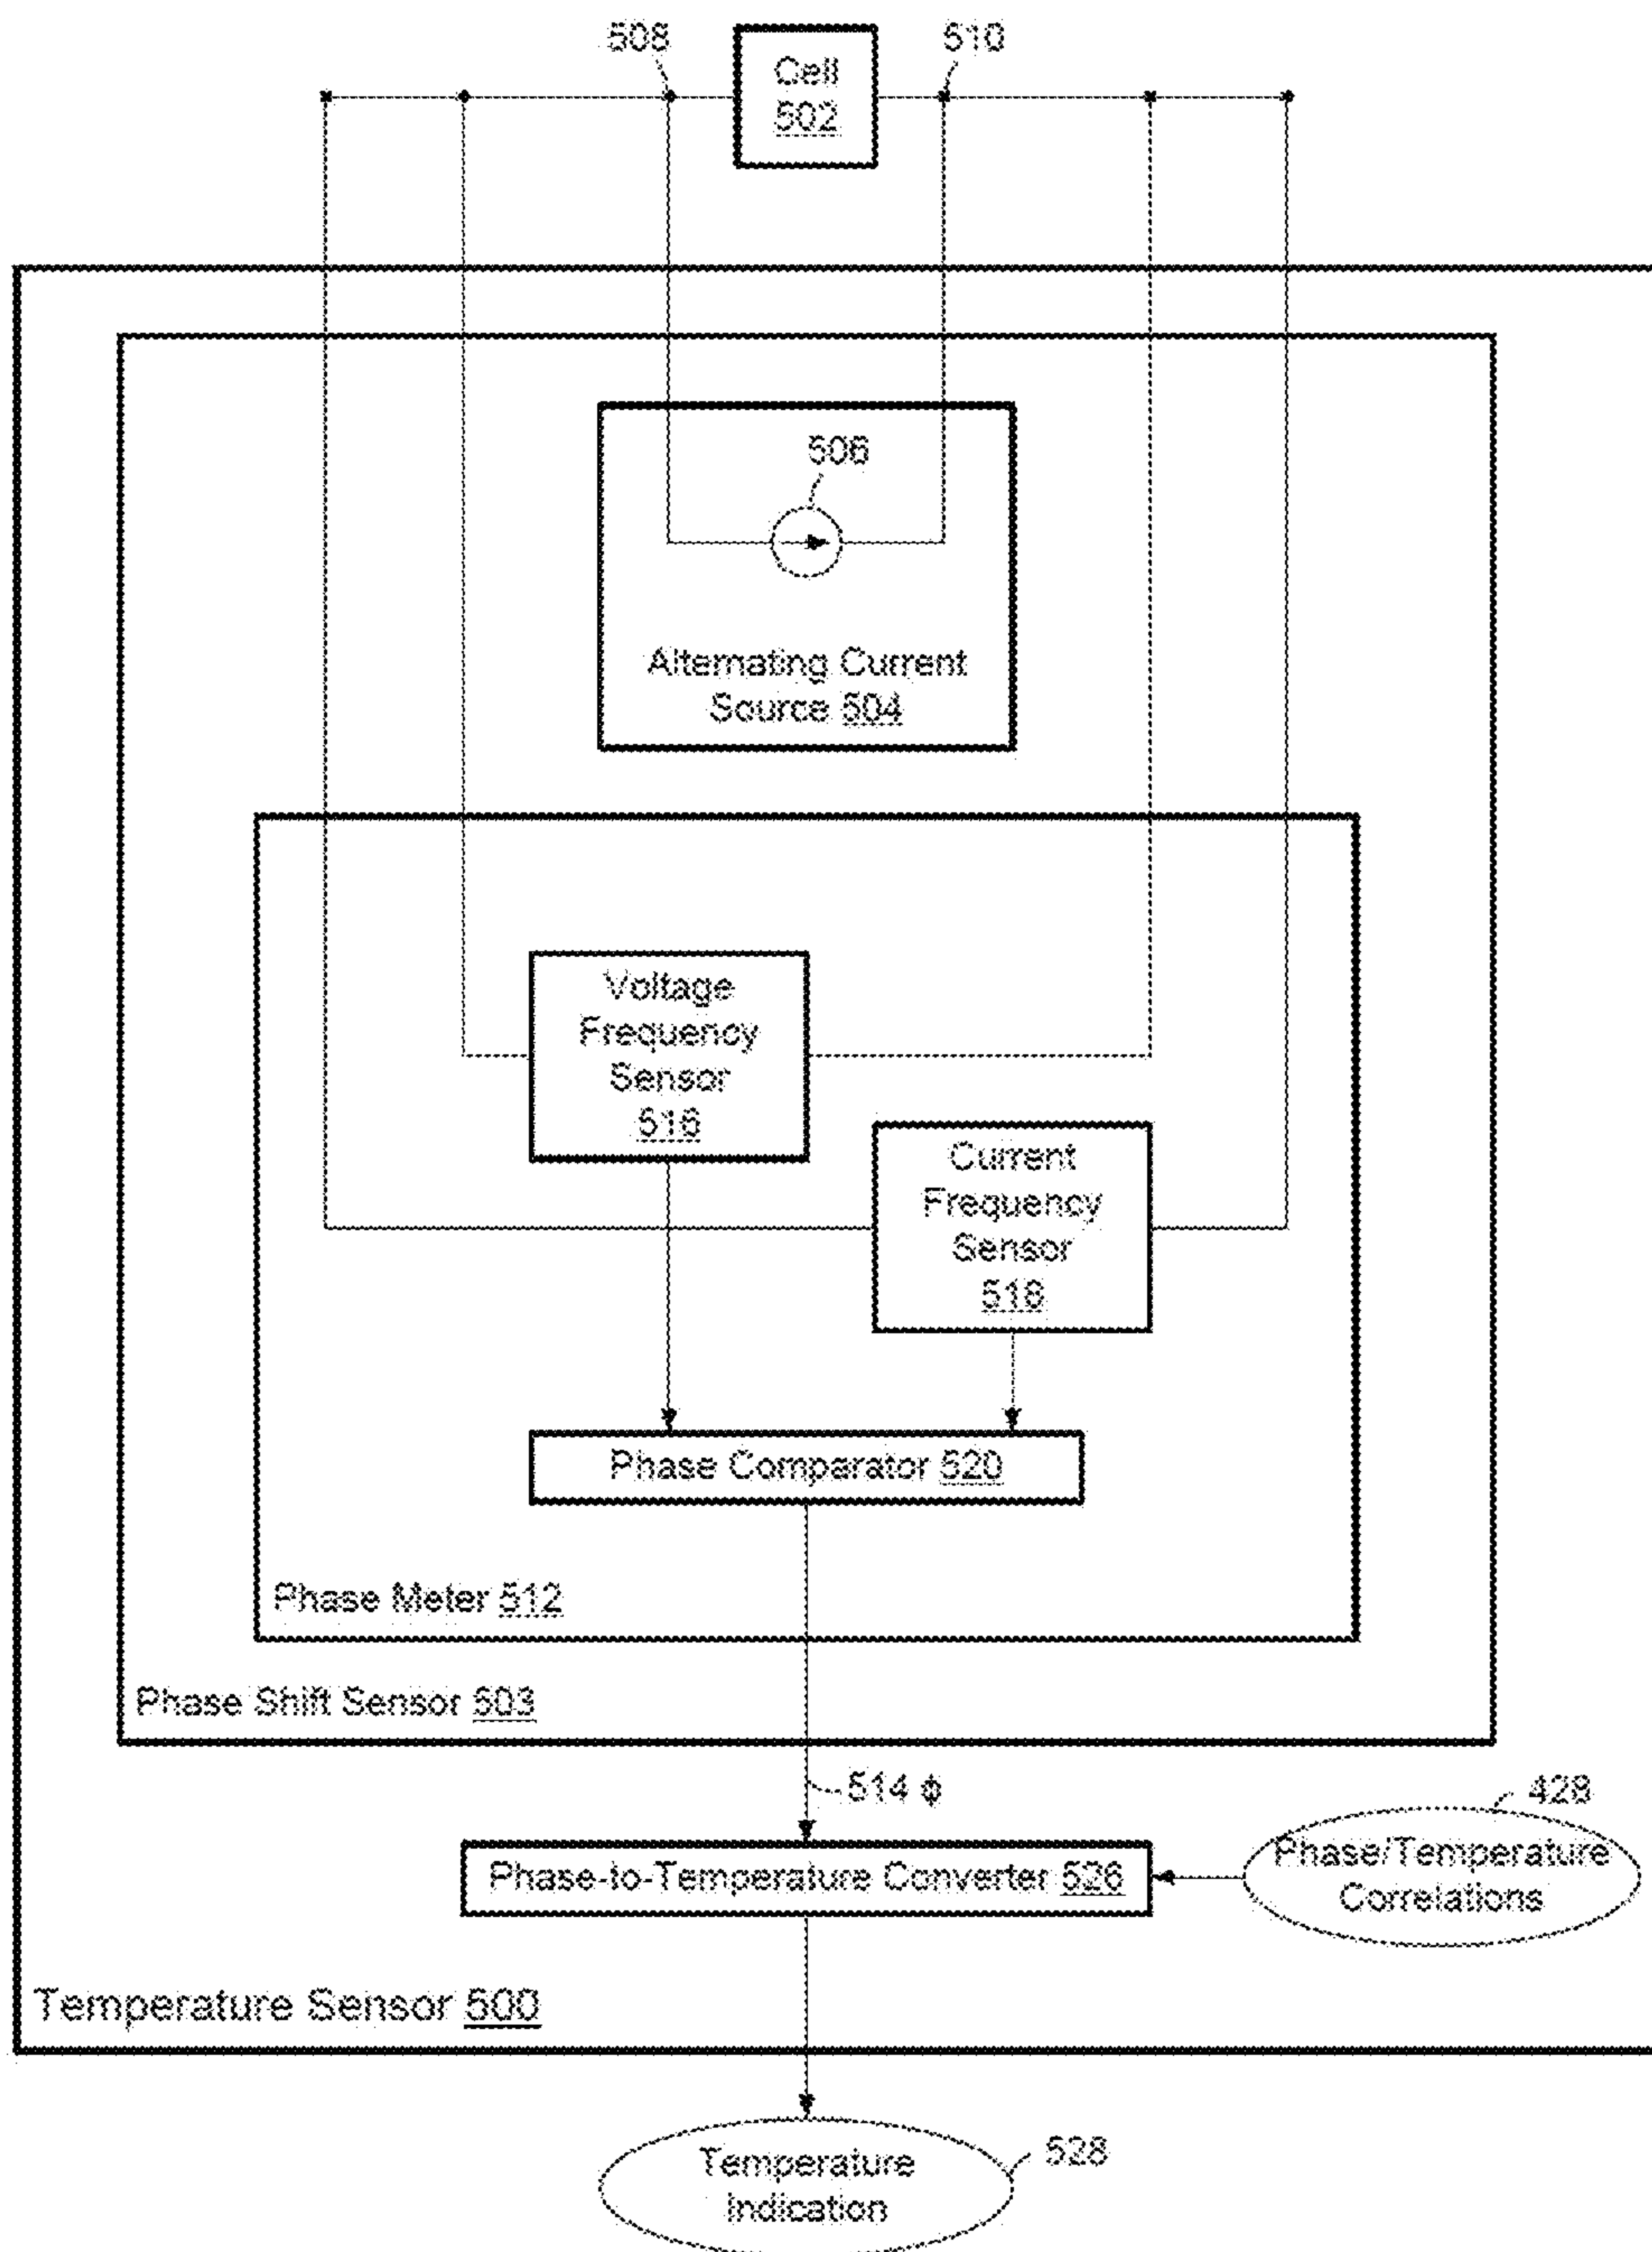 508
510
Cell
502
506
Alternating Current
Source 504
Voltage
Frequency
Sensor
516
Current
Frequency
Sensor
518
Phase Comparator 520
Phase Meter 512
Phase Shift Sensor 503
514 ϕ
428
Phase/Temperature
Correlations
Phase-to-Temperature Converter 526
Temperature Sensor 500
528
Temperature
Indication